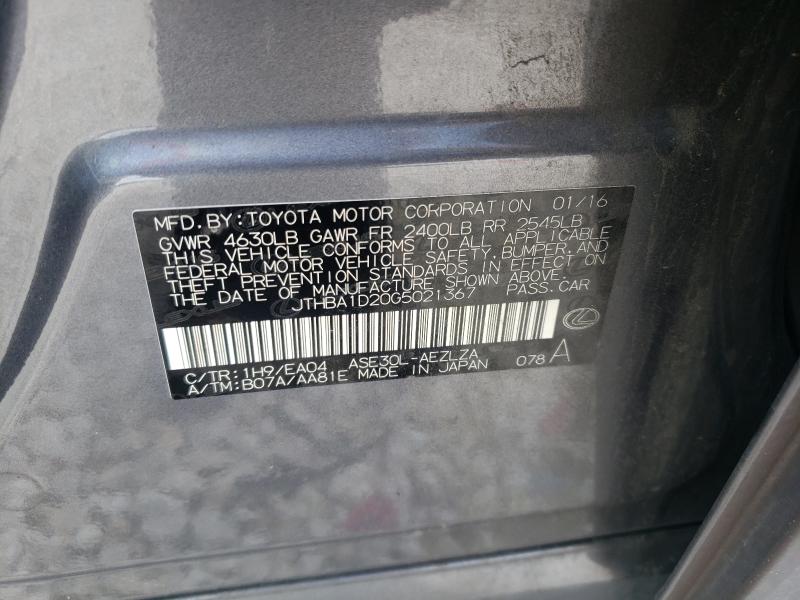 MFD. BY: TOYOTA MOTOR CORPORATION 01/16
GVWR 4630LB GAWR FR 2400LB RR 2545LB
THIS VEHICLE CONFORMS TO ALL APPLICABLE
FEDERAL MOTOR VEHICLE SAFETY, BUMPER, AND
THEFT PREVENTION STANDARDS IN EFFECT ON
THE DATE OF MANUFACTURE SHOWN ABOVE.
JTHBA1D20G5021367 PASS. CAR
C/TR: 1H9/EA04 ASE30L-AEZLZA 078 A
A/TM: B07A/AA81E MADE IN JAPAN